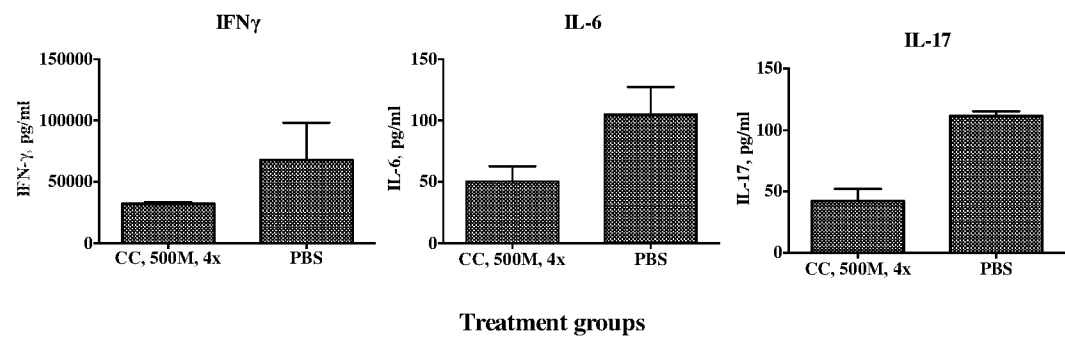 IFNγ
IL-6
IL-17
150000
100000
50000
0
IFN-γ, pg/ml
CC, 500M, 4x
PBS
150
100
50
0
IL-6, pg/ml
CC, 500M, 4x
PBS
150
100
50
0
IL-17, pg/ml
CC, 500M, 4x
PBS
Treatment groups